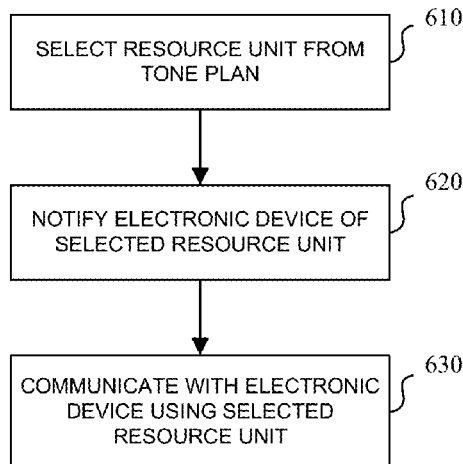 610
SELECT RESOURCE UNIT FROM
TONE PLAN
620
NOTIFY ELECTRONIC DEVICE OF
SELECTED RESOURCE UNIT
630
COMMUNICATE WITH ELECTRONIC
DEVICE USING SELECTED
RESOURCE UNIT